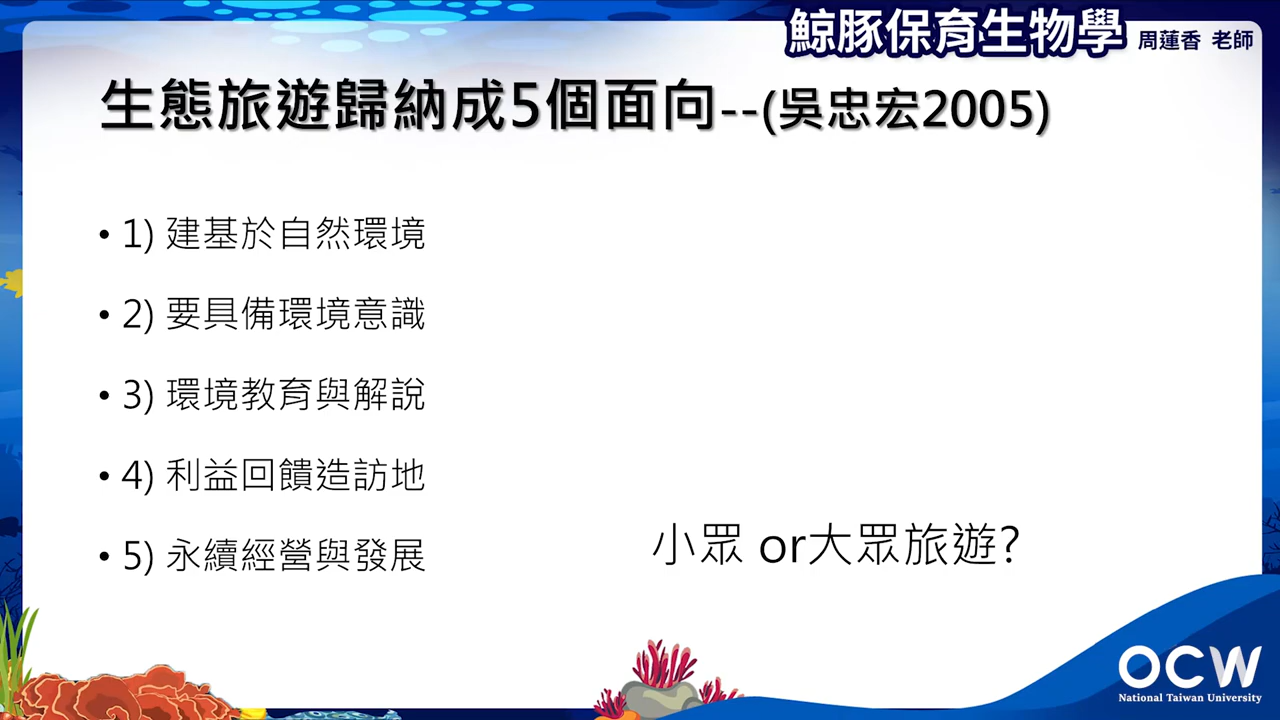 鯨豚保育生物學 周蓮香 老師
生態旅遊歸納成5個面向--(吳忠宏2005)
• 1) 建基於自然環境
• 2) 要具備環境意識
• 3) 環境教育與解說
• 4) 利益回饋造訪地
• 5) 永續經營與發展
小眾 or大眾旅遊?
OCW
National Taiwan University